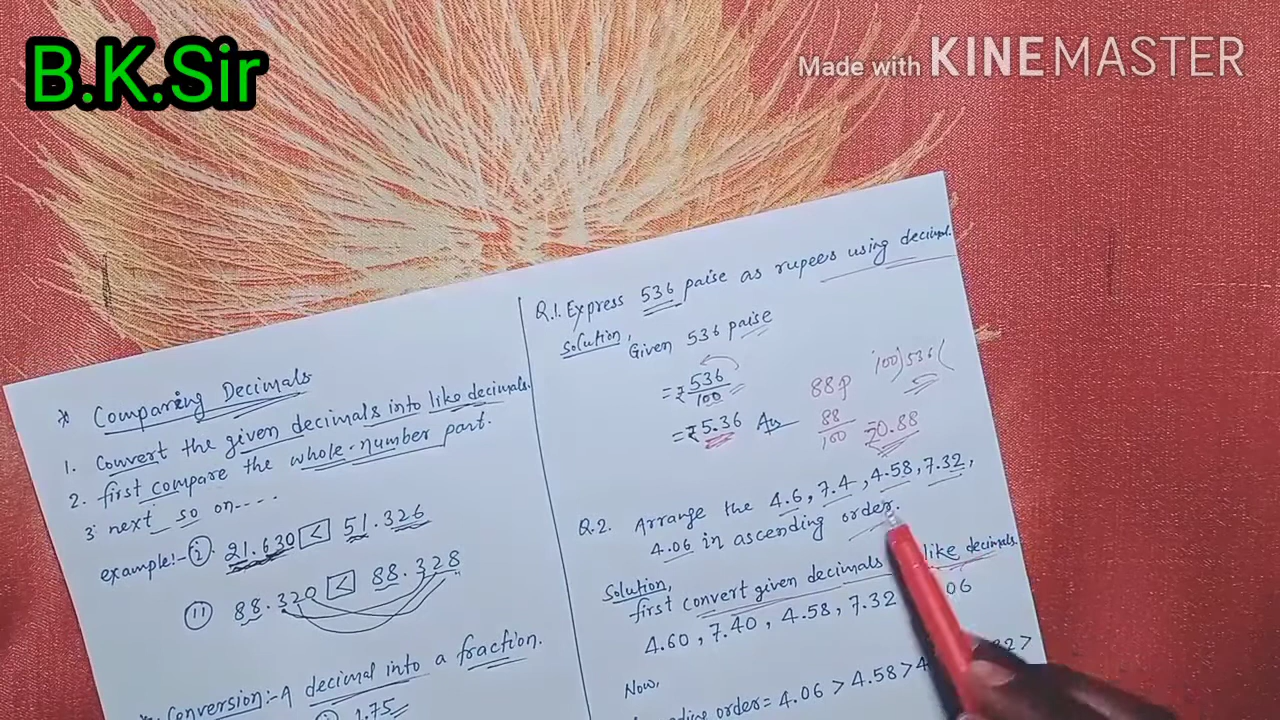 B.K.Sir
Made with KINEMASTER
* Comparing Decimals
1. Convert the given decimals into like decimals.
2. first compare the whole-number part.
3. next so on----
example:- (i) 21.630 < 51.326
(ii) 88.320 < 88.328
Conversion:- A decimal into a fraction.
1.75
Q.1. Express 536 paise as rupees using decimal.
Solution, Given 536 paise
= ₹ 536/100
= ₹ 5.36 Ans
100)536(
88p
88/100
₹0.88
Q.2. Arrange the 4.6, 7.4, 4.58, 7.32,
4.06 in ascending order.
Solution,
first convert given decimals like decimals.
4.60, 7.40, 4.58, 7.32 06
Now,
order = 4.06 > 4.58 > 4 >